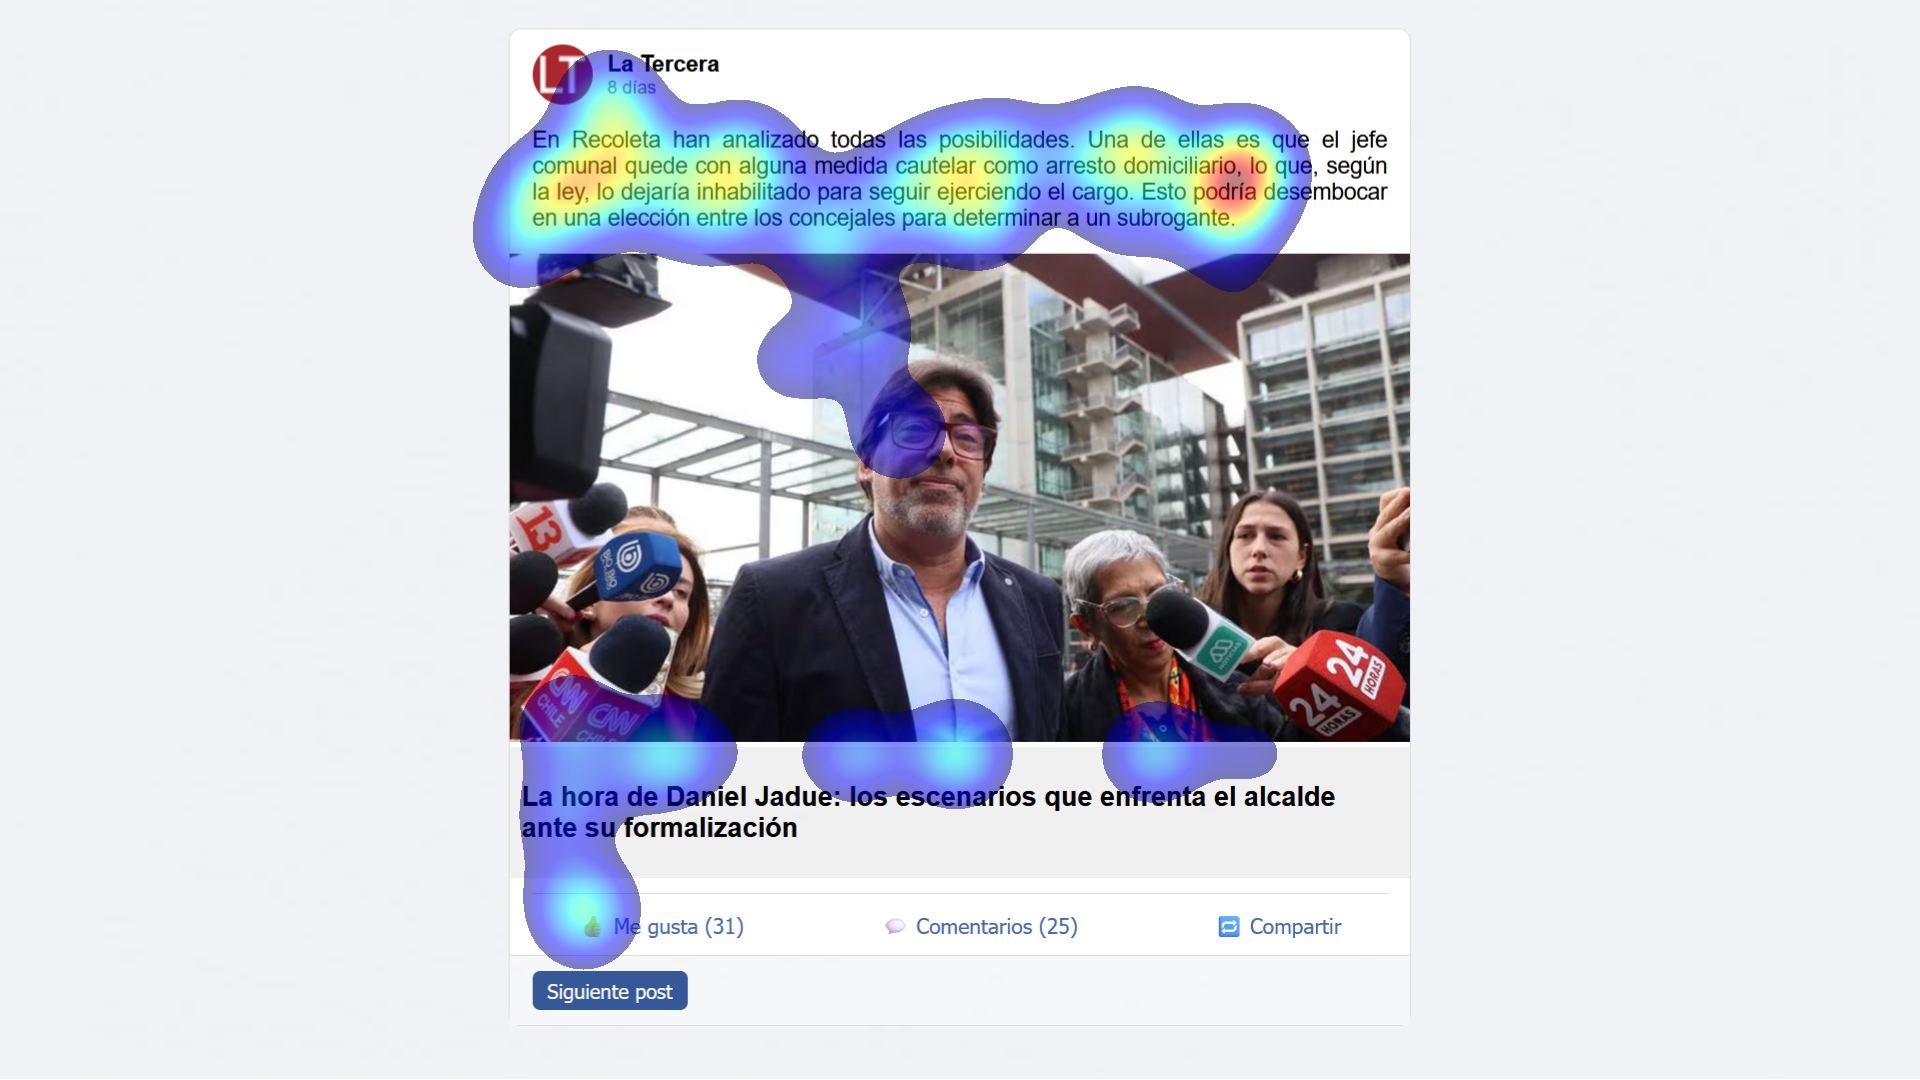 LT
La Tercera
8 días
En Recoleta han analizado todas las posibilidades. Una de ellas es que el jefe
comunal quede con alguna medida cautelar como arresto domiciliario, lo que, según
la ley, lo dejaría inhabilitado para seguir ejerciendo el cargo. Esto podría desembocar
en una elección entre los concejales para determinar a un subrogante.
13
BIO BIO
CNN
CHILE
CNN
CHILE
24
HORAS
24
HORAS
La hora de Daniel Jadue: los escenarios que enfrenta el alcalde
ante su formalización
Me gusta (31)
Comentarios (25)
Compartir
Siguiente post